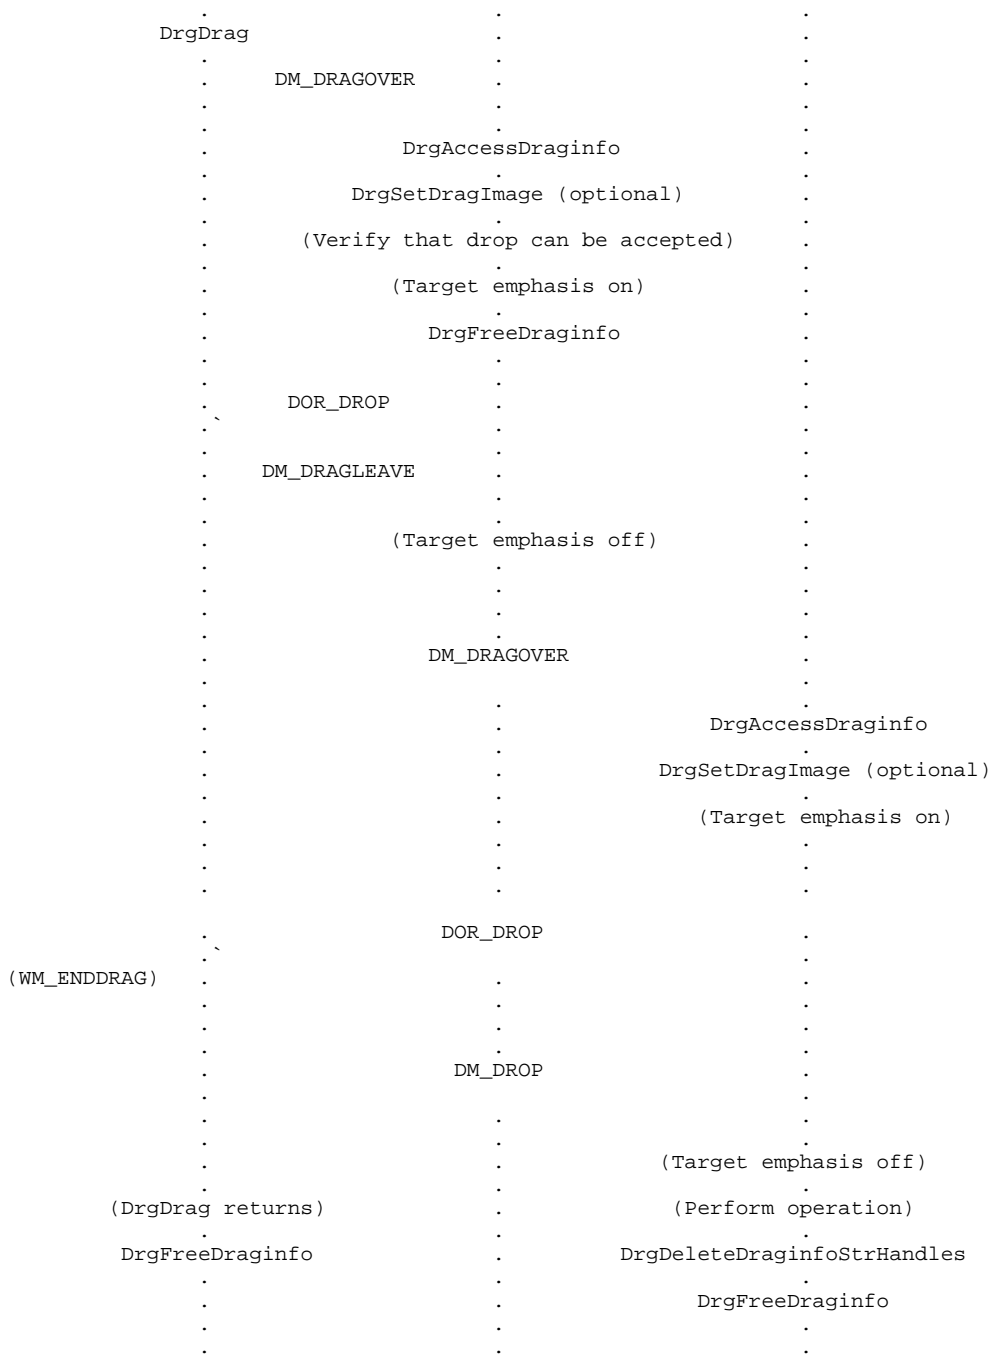 DrgDrag
DM_DRAGOVER
DrgAccessDraginfo
DrgSetDragImage (optional)
(Verify that drop can be accepted)
(Target emphasis on)
DrgFreeDraginfo
DOR_DROP
`
DM_DRAGLEAVE
(Target emphasis off)
DM_DRAGOVER
DrgAccessDraginfo
DrgSetDragImage (optional)
(Target emphasis on)
DOR_DROP
`
(WM_ENDDRAG)
DM_DROP
(Target emphasis off)
(DrgDrag returns) (Perform operation)
DrgFreeDraginfo DrgDeleteDraginfoStrHandles
DrgFreeDraginfo